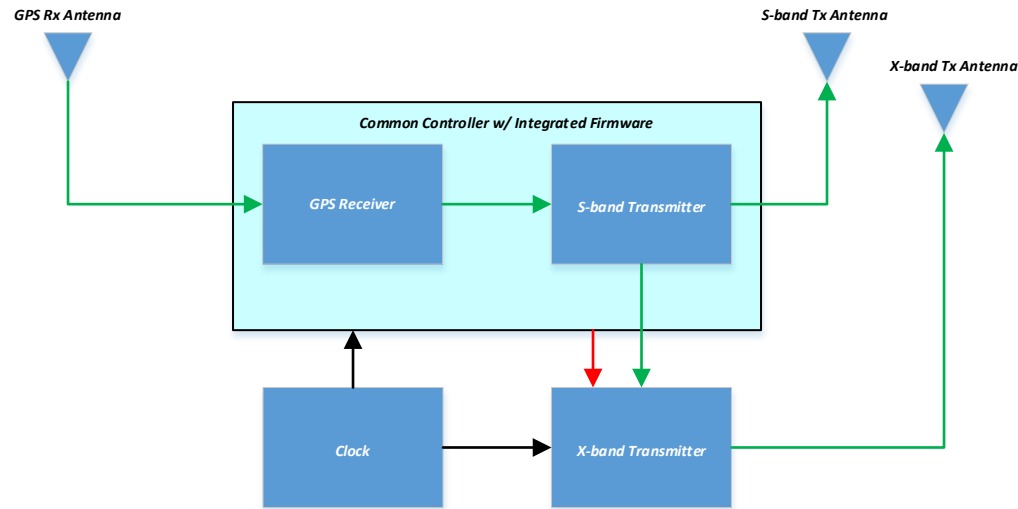 GPS Rx Antenna
S-band Tx Antenna
X-band Tx Antenna
Common Controller w/ Integrated Firmware
GPS Receiver
S-band Transmitter
Clock
X-band Transmitter